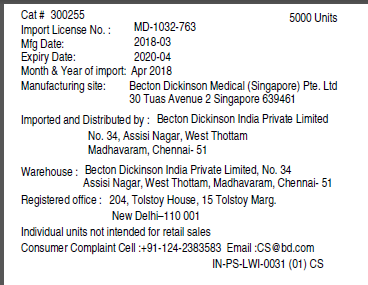 Cat # 300255 5000 Units
Import License No. : MD-1032-763
Mfg Date: 2018-03
Expiry Date: 2020-04
Month & Year of import: Apr 2018
Manufacturing site: Becton Dickinson Medical (Singapore) Pte. Ltd
30 Tuas Avenue 2 Singapore 639461
Imported and Distributed by : Becton Dickinson India Private Limited
No. 34, Assisi Nagar, West Thottam
Madhavaram, Chennai- 51
Warehouse : Becton Dickinson India Private Limited, No. 34
Assisi Nagar, West Thottam, Madhavaram, Chennai- 51
Registered office : 204, Tolstoy House, 15 Tolstoy Marg.
New Delhi–110 001
Individual units not intended for retail sales
Consumer Complaint Cell :+91-124-2383583 Email :CS@bd.com
IN-PS-LWI-0031 (01) CS